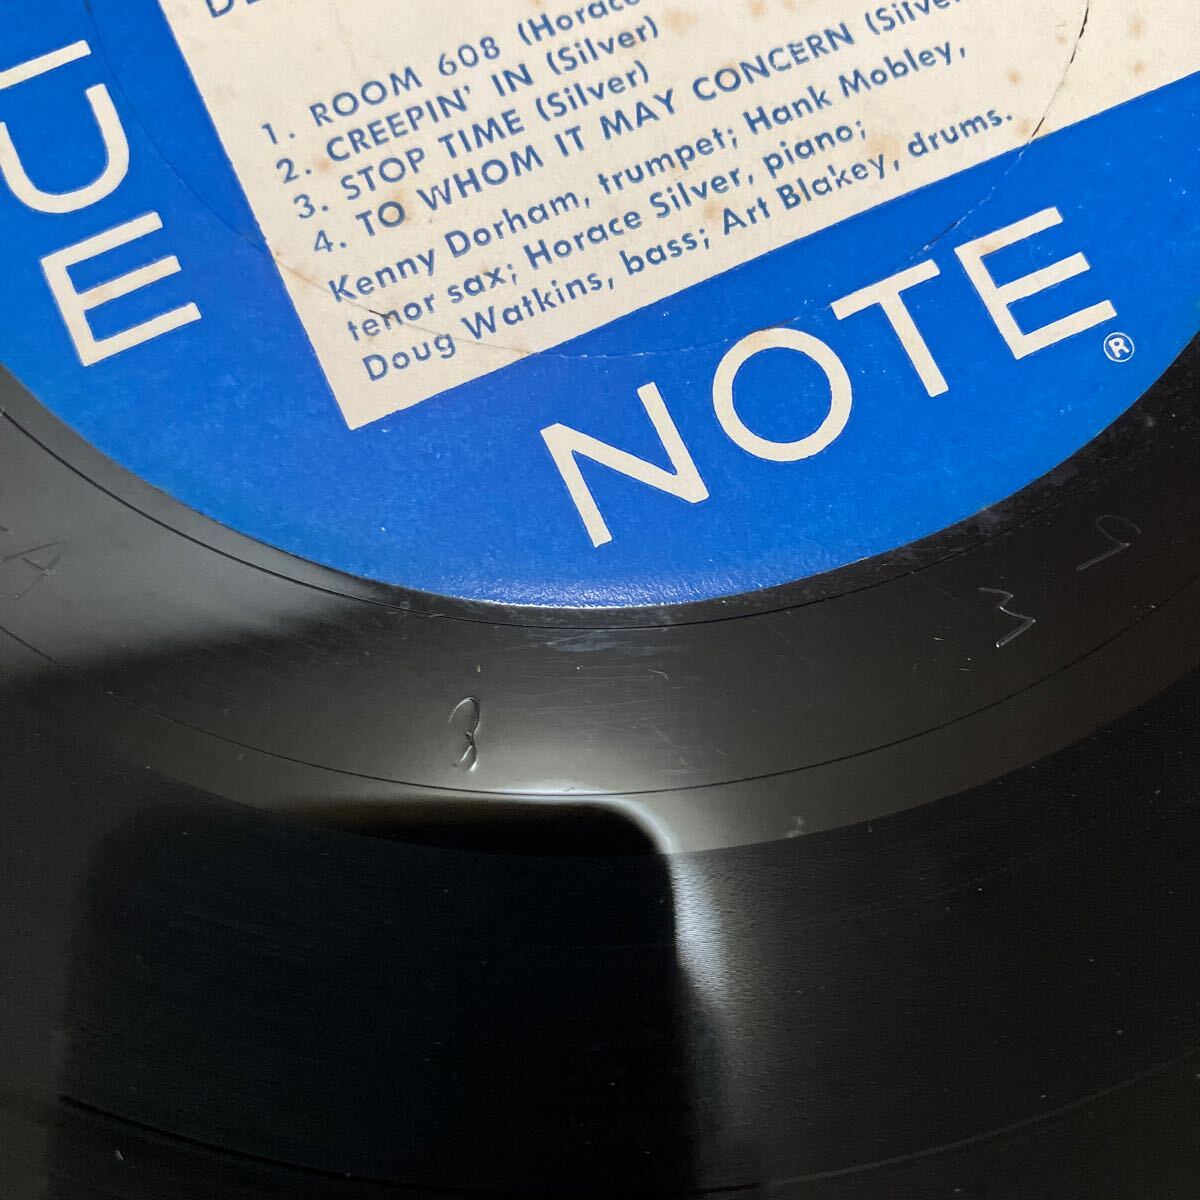 1. ROOM 608 (Horace
2. CREEPIN' IN (Silver)
3. STOP TIME (Silver)
4. TO WHOM IT MAY CONCERN (Silver
Kenny Dorham, trumpet; Hank Mobley,
tenor sax; Horace Silver, piano;
Doug Watkins, bass; Art Blakey, drums.
UE NOTE ®
A